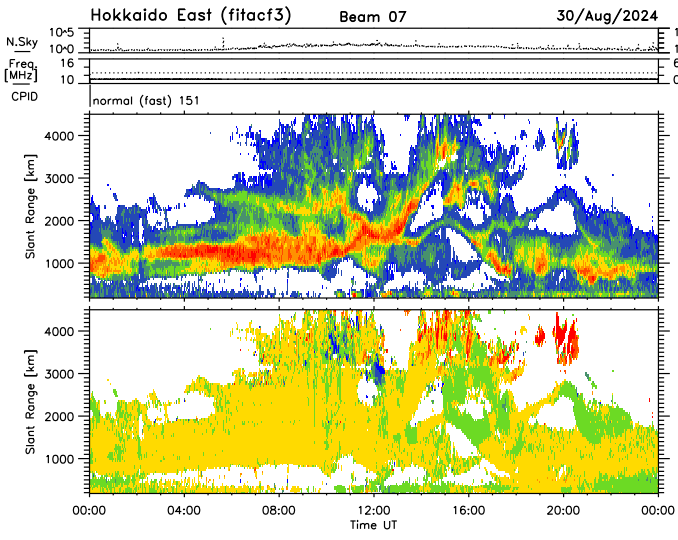 Hokkaido East (fitacf3) Beam 07 30/Aug/2024
N.Sky 10^5 10^0
Freq. [MHz] 16 10
CPID normal (fast) 151
Slant Range [km] 4000 3000 2000 1000
Slant Range [km] 4000 3000 2000 1000
00:00 04:00 08:00 12:00 16:00 20:00 00:00
Time UT